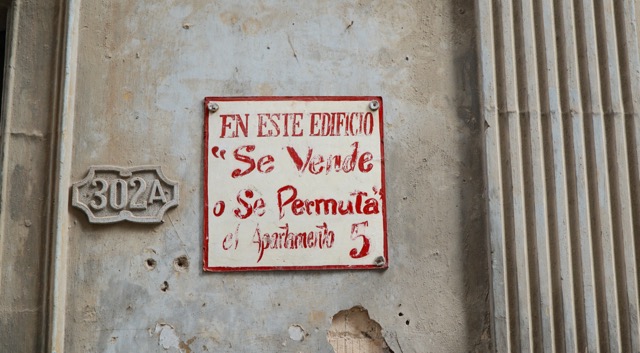 302A
EN ESTE EDIFICIO
"Se Vende
o Se Permuta"
el Apartamento 5